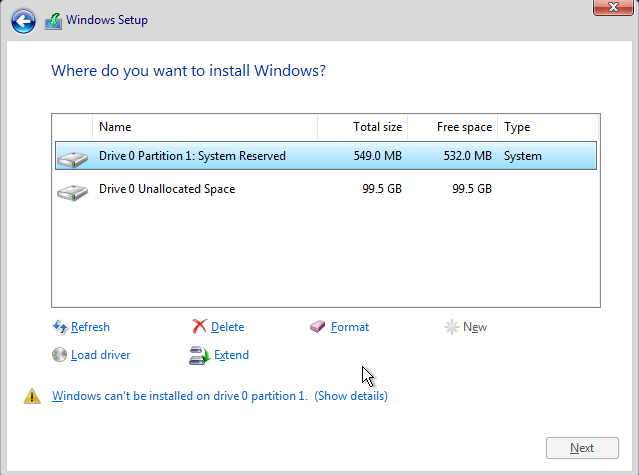 Windows Setup
Where do you want to install Windows?
Name Total size Free space Type
Drive 0 Partition 1: System Reserved 549.0 MB 532.0 MB System
Drive 0 Unallocated Space 99.5 GB 99.5 GB
Refresh Delete Format New
Load driver Extend
Windows can't be installed on drive 0 partition 1. (Show details)
Next